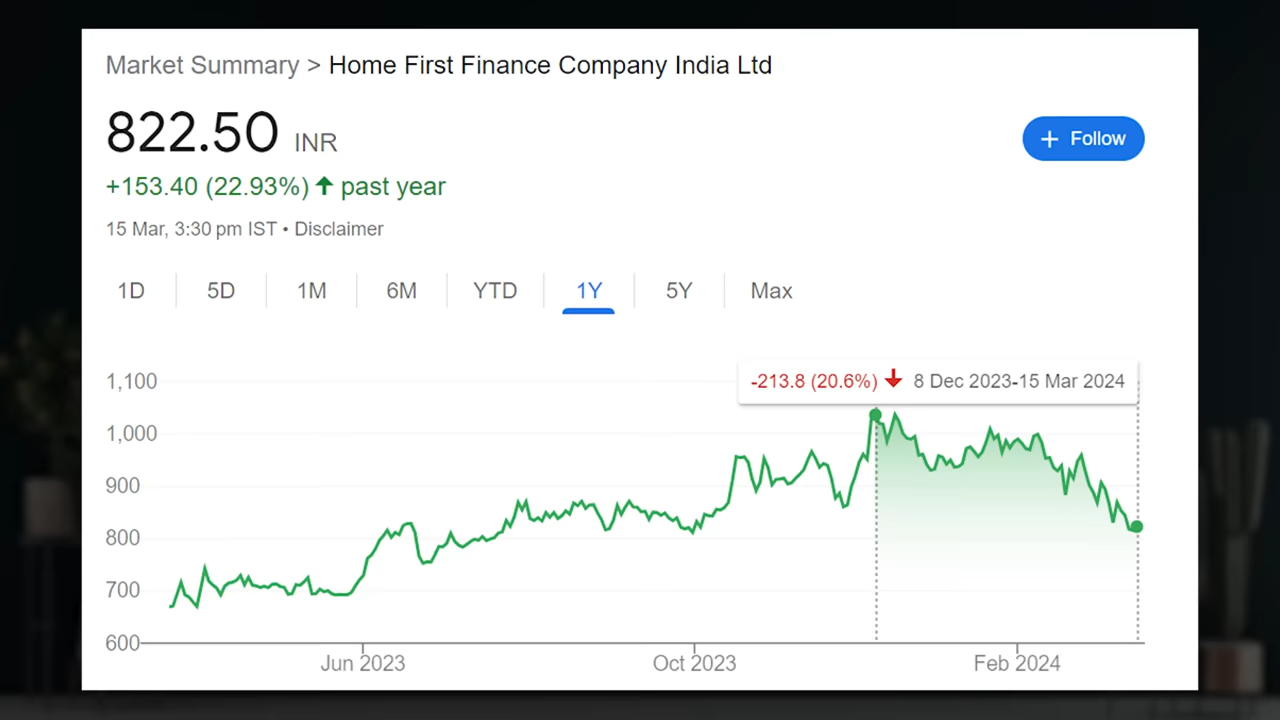 Market Summary > Home First Finance Company India Ltd
822.50 INR
+ Follow
+153.40 (22.93%) ↑ past year
15 Mar, 3:30 pm IST • Disclaimer
1D 5D 1M 6M YTD 1Y 5Y Max
-213.8 (20.6%) ↓ 8 Dec 2023-15 Mar 2024
1,100
1,000
900
800
700
600
Jun 2023 Oct 2023 Feb 2024